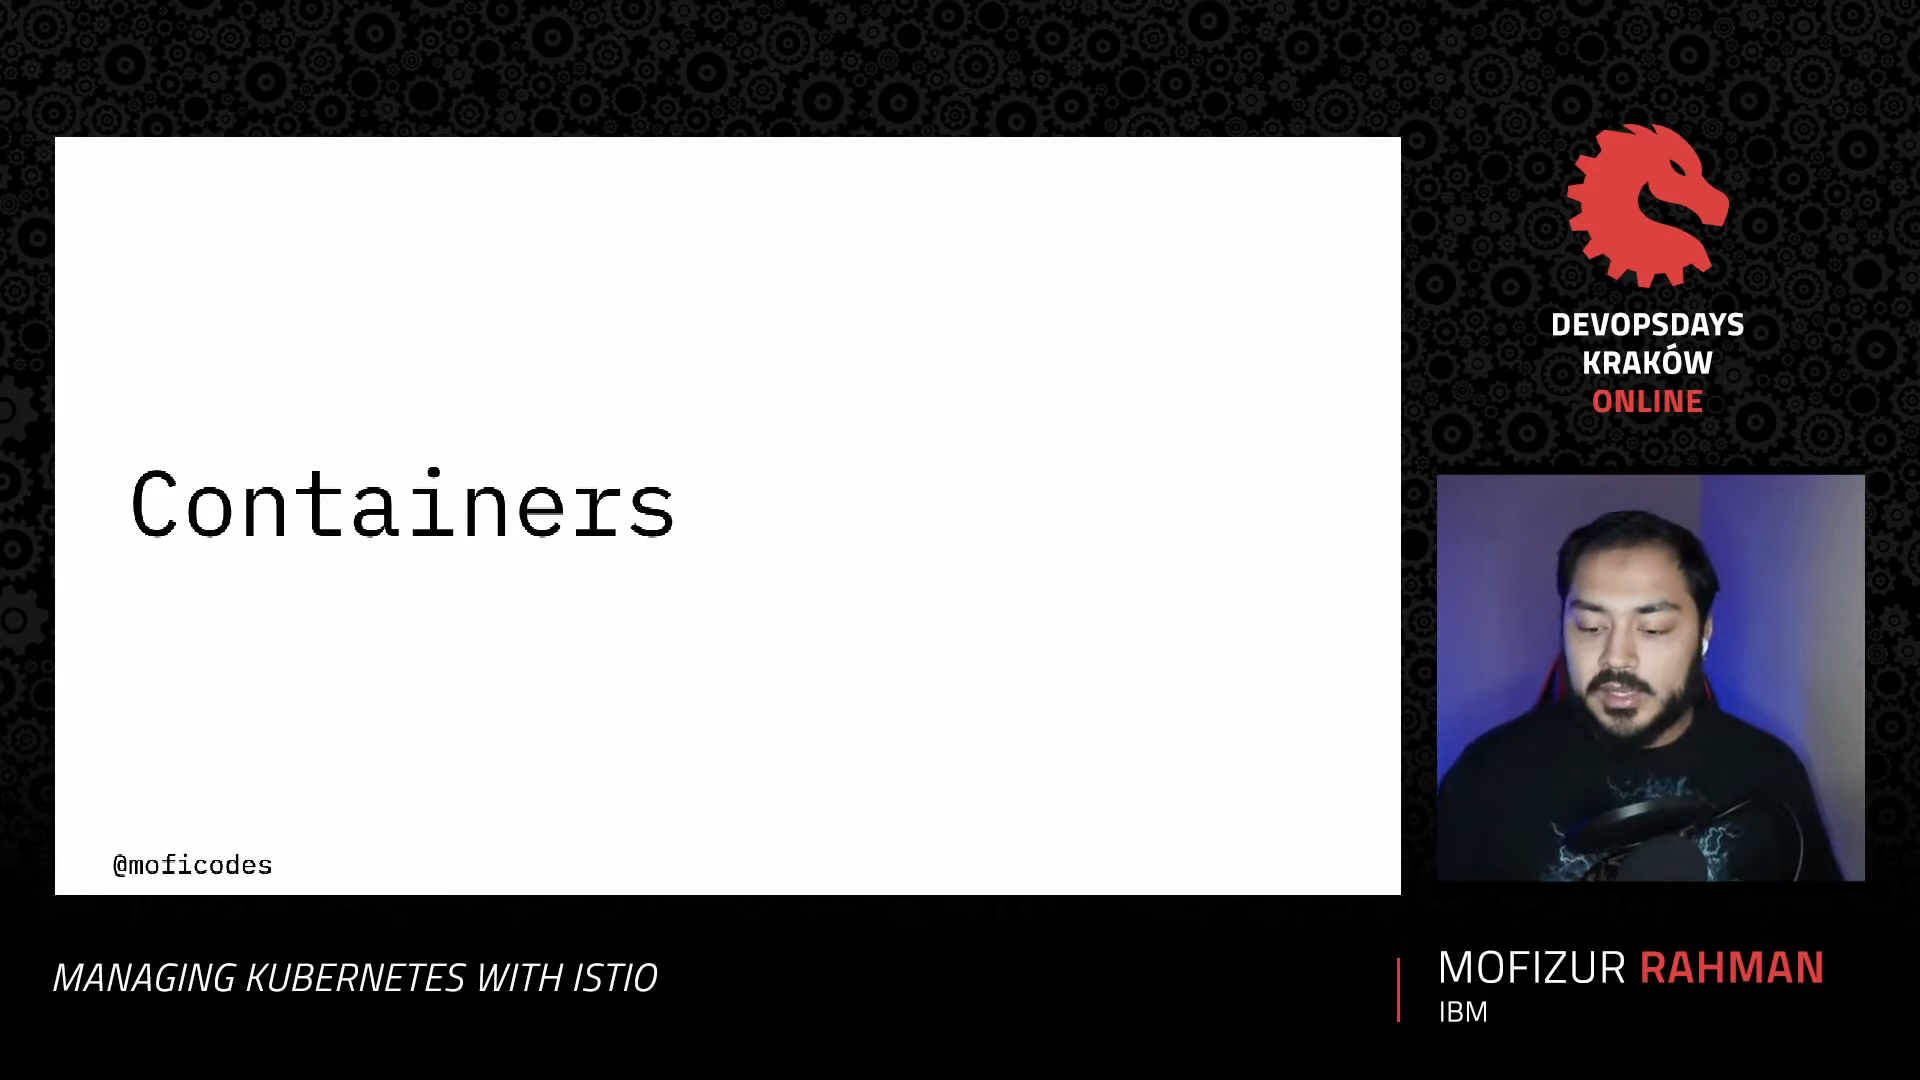 Containers
@moficodes
DEVOPSDAYS
KRAKÓW
ONLINE
MANAGING KUBERNETES WITH ISTIO
MOFIZUR RAHMAN
IBM